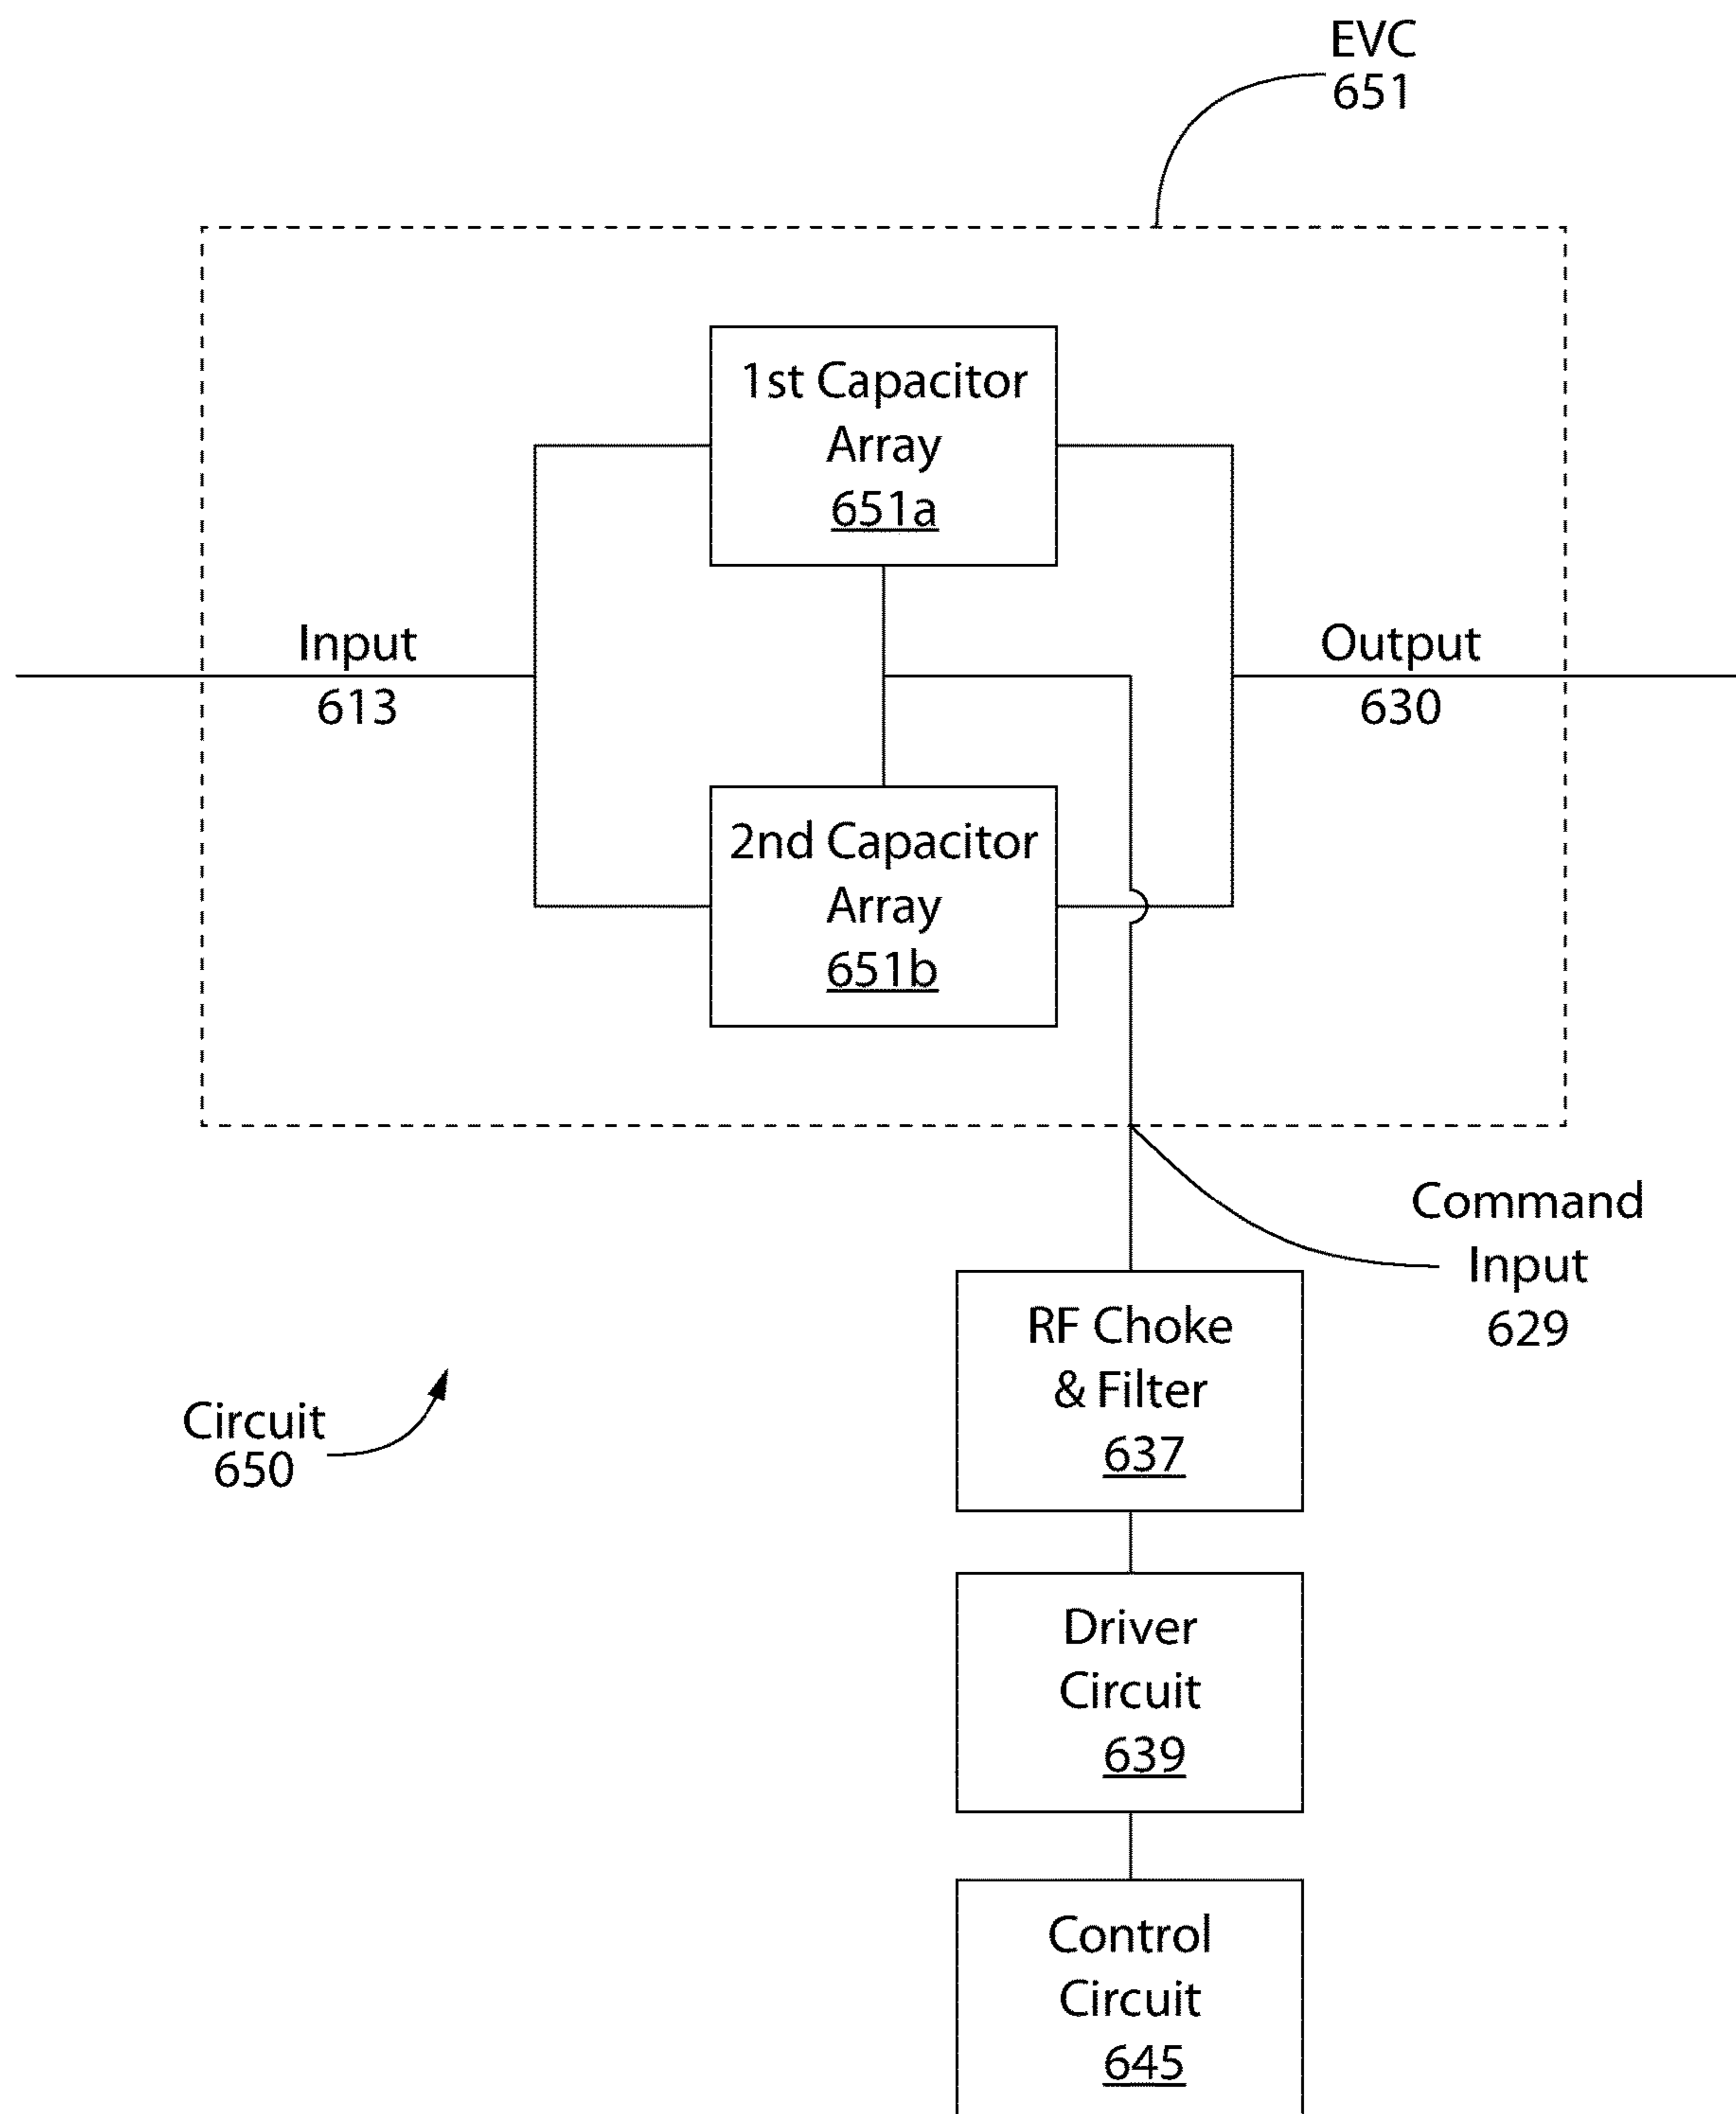 EVC
651
1st Capacitor
Array
651a
Input
613
Output
630
2nd Capacitor
Array
651b
Command
Input
629
RF Choke
& Filter
637
Circuit
650
Driver
Circuit
639
Control
Circuit
645